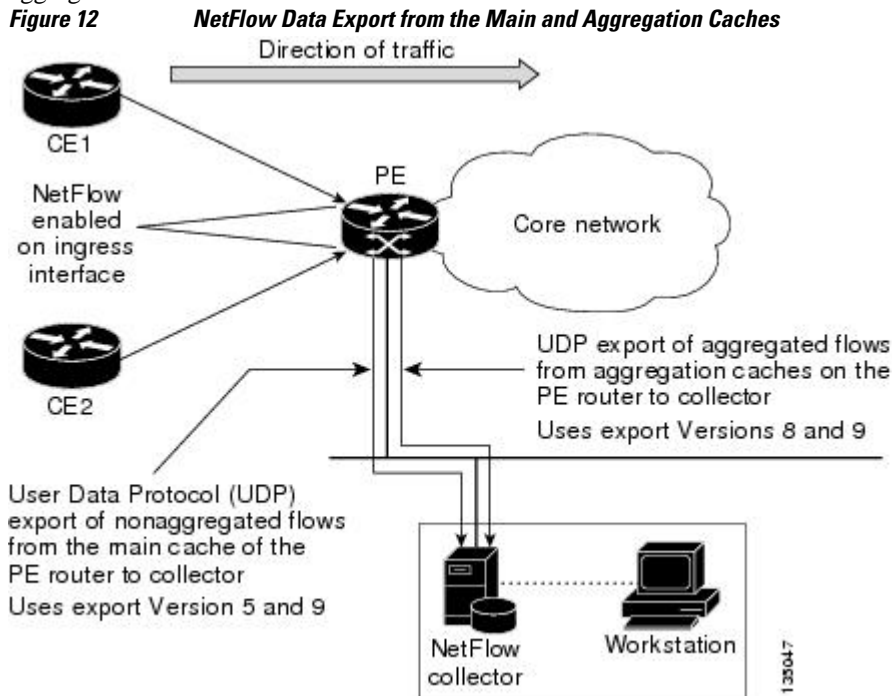 Figure 12 NetFlow Data Export from the Main and Aggregation Caches
Direction of traffic
CE1
NetFlow
enabled
on ingress
interface
PE
Core network
CE2
UDP export of aggregated flows
from aggregation caches on the
PE router to collector
Uses export Versions 8 and 9
User Data Protocol (UDP)
export of nonaggregated flows
from the main cache of the
PE router to collector
Uses export Version 5 and 9
NetFlow
collector
Workstation
135047